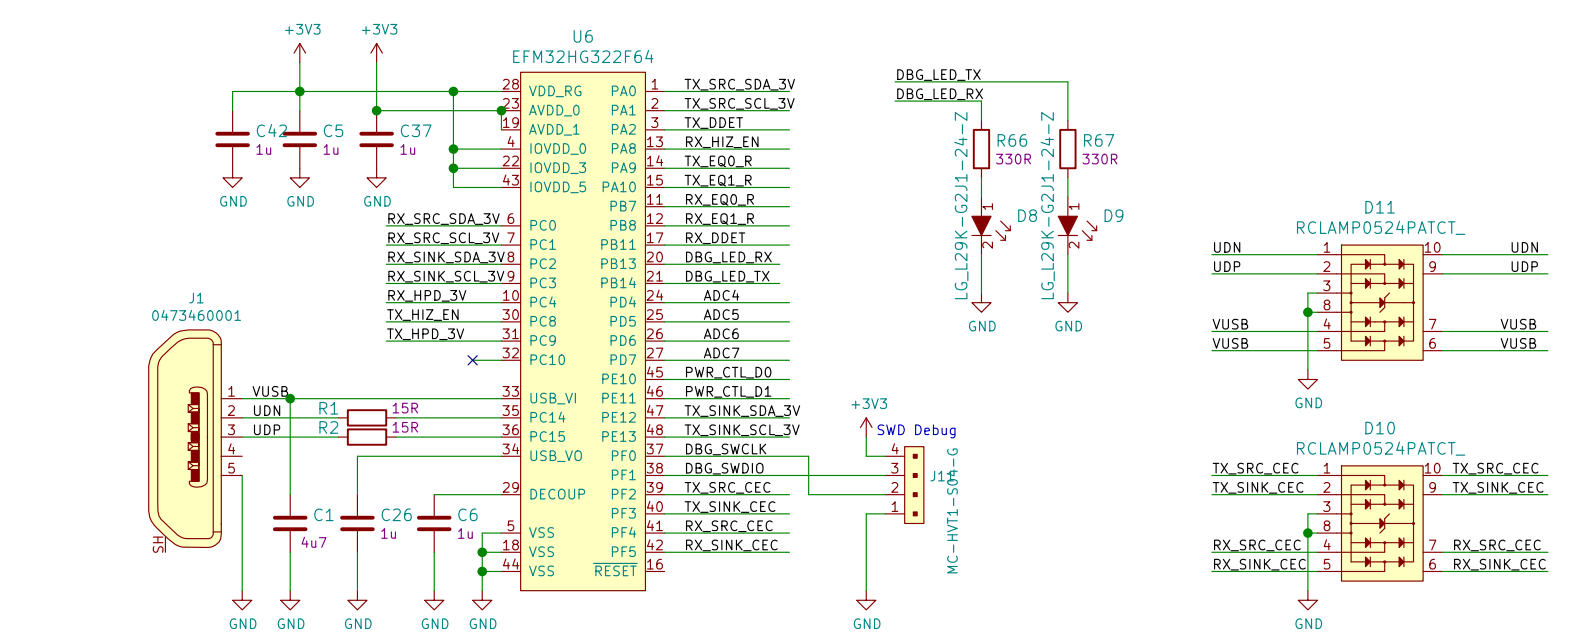 +3V3
+3V3
C42
1u
C5
1u
C37
1u
GND
GND
GND
U6
EFM32HG322F64
28 VDD_RG
23 AVDD_0
19 AVDD_1
4 IOVDD_0
22 IOVDD_3
43 IOVDD_5
RX_SRC_SDA_3V 6 PC0
RX_SRC_SCL_3V 7 PC1
RX_SINK_SDA_3V 8 PC2
RX_SINK_SCL_3V 9 PC3
RX_HPD_3V 10 PC4
TX_HIZ_EN 30 PC8
TX_HPD_3V 31 PC9
32 PC10
33 USB_VI
35 PC14
36 PC15
34 USB_VO
29 DECOUP
5 VSS
18 VSS
44 VSS
PA0 1 TX_SRC_SDA_3V
PA1 2 TX_SRC_SCL_3V
PA2 3 TX_DDET
PA8 13 RX_HIZ_EN
PA9 14 TX_EQ0_R
PA10 15 TX_EQ1_R
PB7 11 RX_EQ0_R
PB8 12 RX_EQ1_R
PB11 17 RX_DDET
PB13 20 DBG_LED_RX
PB14 21 DBG_LED_TX
PD4 24 ADC4
PD5 25 ADC5
PD6 26 ADC6
PD7 27 ADC7
PE10 45 PWR_CTL_D0
PE11 46 PWR_CTL_D1
PE12 47 TX_SINK_SDA_3V
PE13 48 TX_SINK_SCL_3V
PF0 37 DBG_SWCLK
PF1 38 DBG_SWDIO
PF2 39 TX_SRC_CEC
PF3 40 TX_SINK_CEC
PF4 41 RX_SRC_CEC
PF5 42 RX_SINK_CEC
RESET 16
J1
0473460001
1 VUSB
2 UDN
3 UDP
4
5
SH
R1 15R
R2 15R
C1
4u7
C26
1u
C6
1u
GND
GND
GND
GND
GND
DBG_LED_TX
DBG_LED_RX
R66
330R
R67
330R
LG_L29K-G2J1-24-Z
1
D8
2
LG_L29K-G2J1-24-Z
1
D9
2
GND
GND
+3V3
SWD Debug
4
3
2
1
MC-HVT1-S04-G
GND
D11
RCLAMP0524PATCT_
UDN 1 10 UDN
UDP 2 9 UDP
3
8
VUSB 4 7 VUSB
VUSB 5 6 VUSB
GND
D10
RCLAMP0524PATCT_
TX_SRC_CEC 1 10 TX_SRC_CEC
TX_SINK_CEC 2 9 TX_SINK_CEC
3
8
RX_SRC_CEC 4 7 RX_SRC_CEC
RX_SINK_CEC 5 6 RX_SINK_CEC
GND